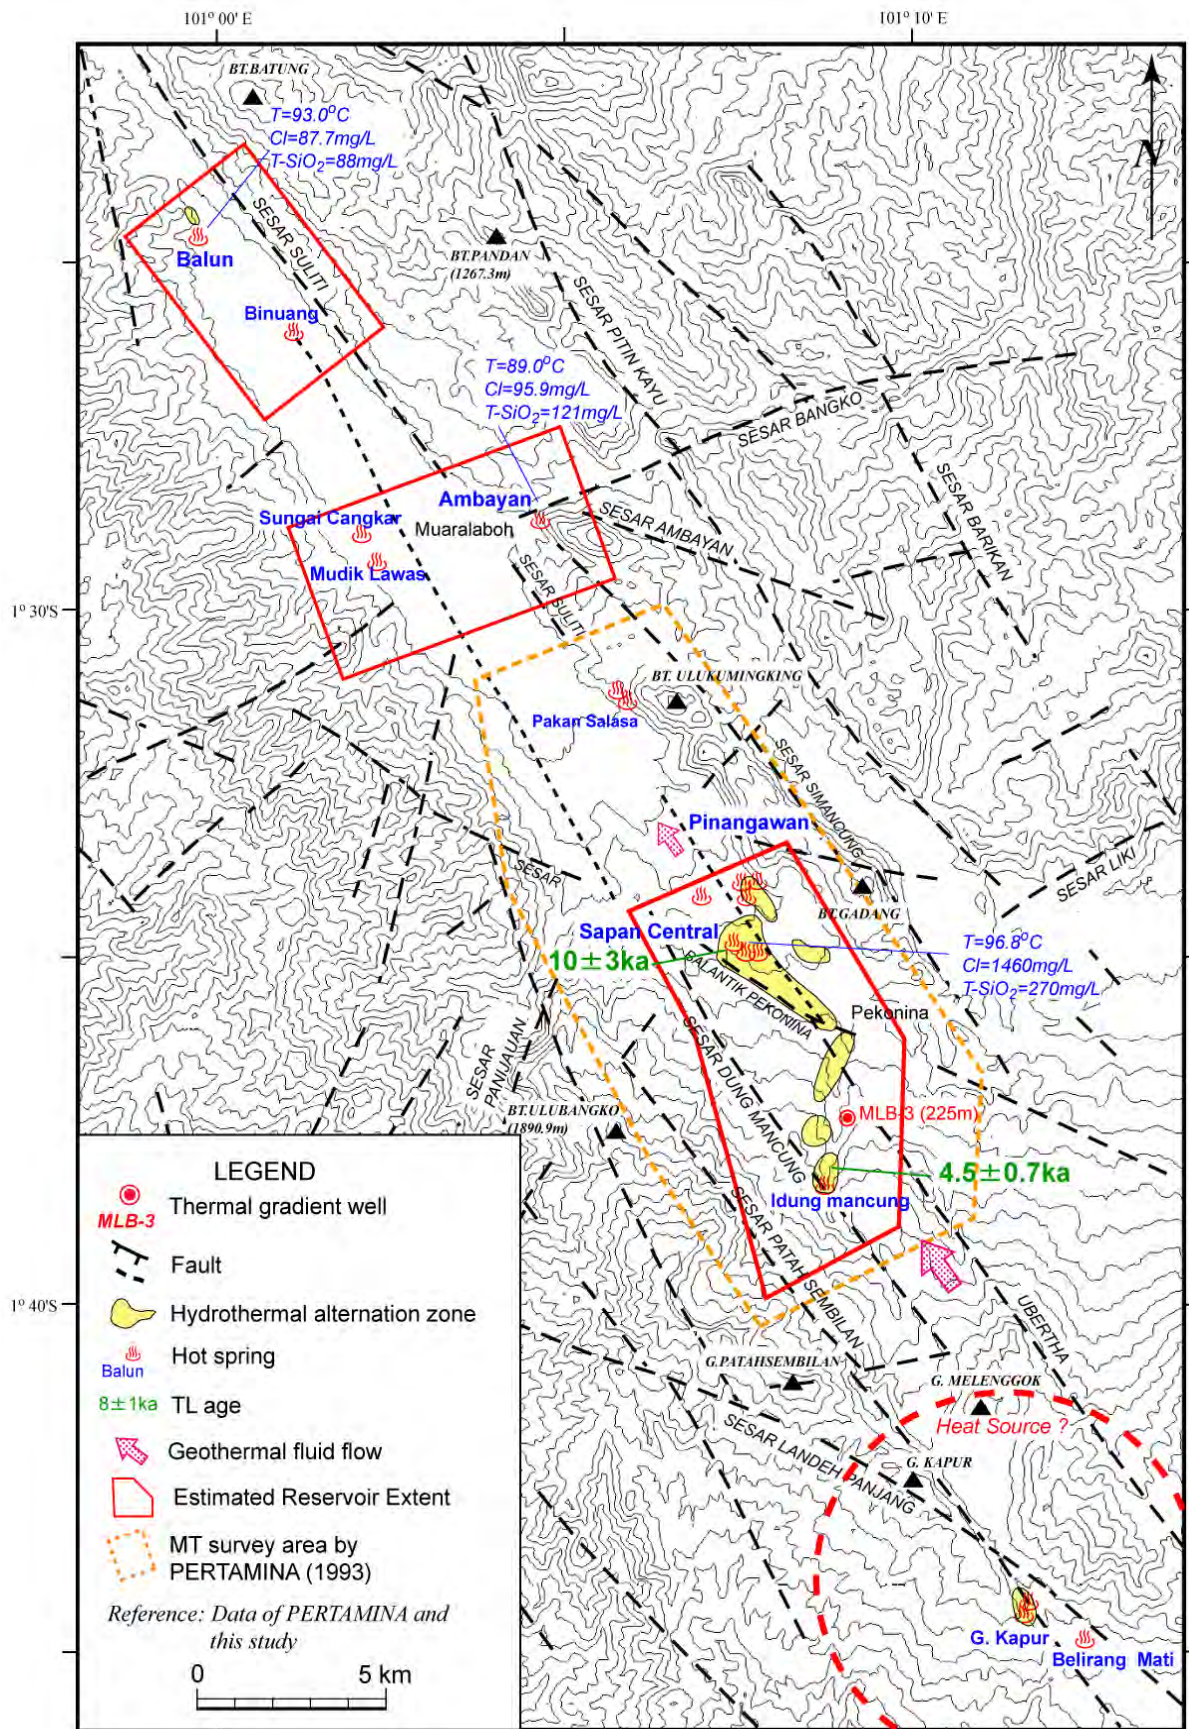 101° 00' E
101° 10' E
BT.BATUNG
T=93.0°C
Cl=87.7mg/L
T-SiO2=88mg/L
N
SESAR SULITI
BT.PANDAN
(1267.3m)
Balun
Binuang
SESAR PITIN KAYU
T=89.0°C
Cl=95.9mg/L
T-SiO2=121mg/L
SESAR BANGKO
SESAR BARIKAN
Ambayan
Sungai Cangkar
Muaralaboh
SESAR AMBAYAN
Mudik Lawas
SESAR SULITI
1° 30'S
BT. ULUKUMINGKING
Pakan Salasa
SESAR SIMANCUNG
Pinangawan
SESAR
SESAR LIKI
BT.GADANG
Sapan Central
10±3ka
T=96.8°C
Cl=1460mg/L
T-SiO2=270mg/L
BALANTIK PEKONINA
Pekonina
SESAR DUNG MANCUNG
SESAR
PANIJAUAN
BT.ULUBANGKO
(1890.9m)
MLB-3 (225m)
4.5±0.7ka
Idung mancung
SESAR PATAH SEMBILAN
1° 40'S
UBERTHA
G.PATAHSEMBILAN
G. MELENGGOK
Heat Source ?
SESAR LANDEH PANJANG
G. KAPUR
G. Kapur
Belirang Mati
LEGEND
MLB-3
Thermal gradient well
Fault
Hydrothermal alternation zone
Balun
Hot spring
8±1ka
TL age
Geothermal fluid flow
Estimated Reservoir Extent
MT survey area by
PERTAMINA (1993)
Reference: Data of PERTAMINA and
this study
0
5 km